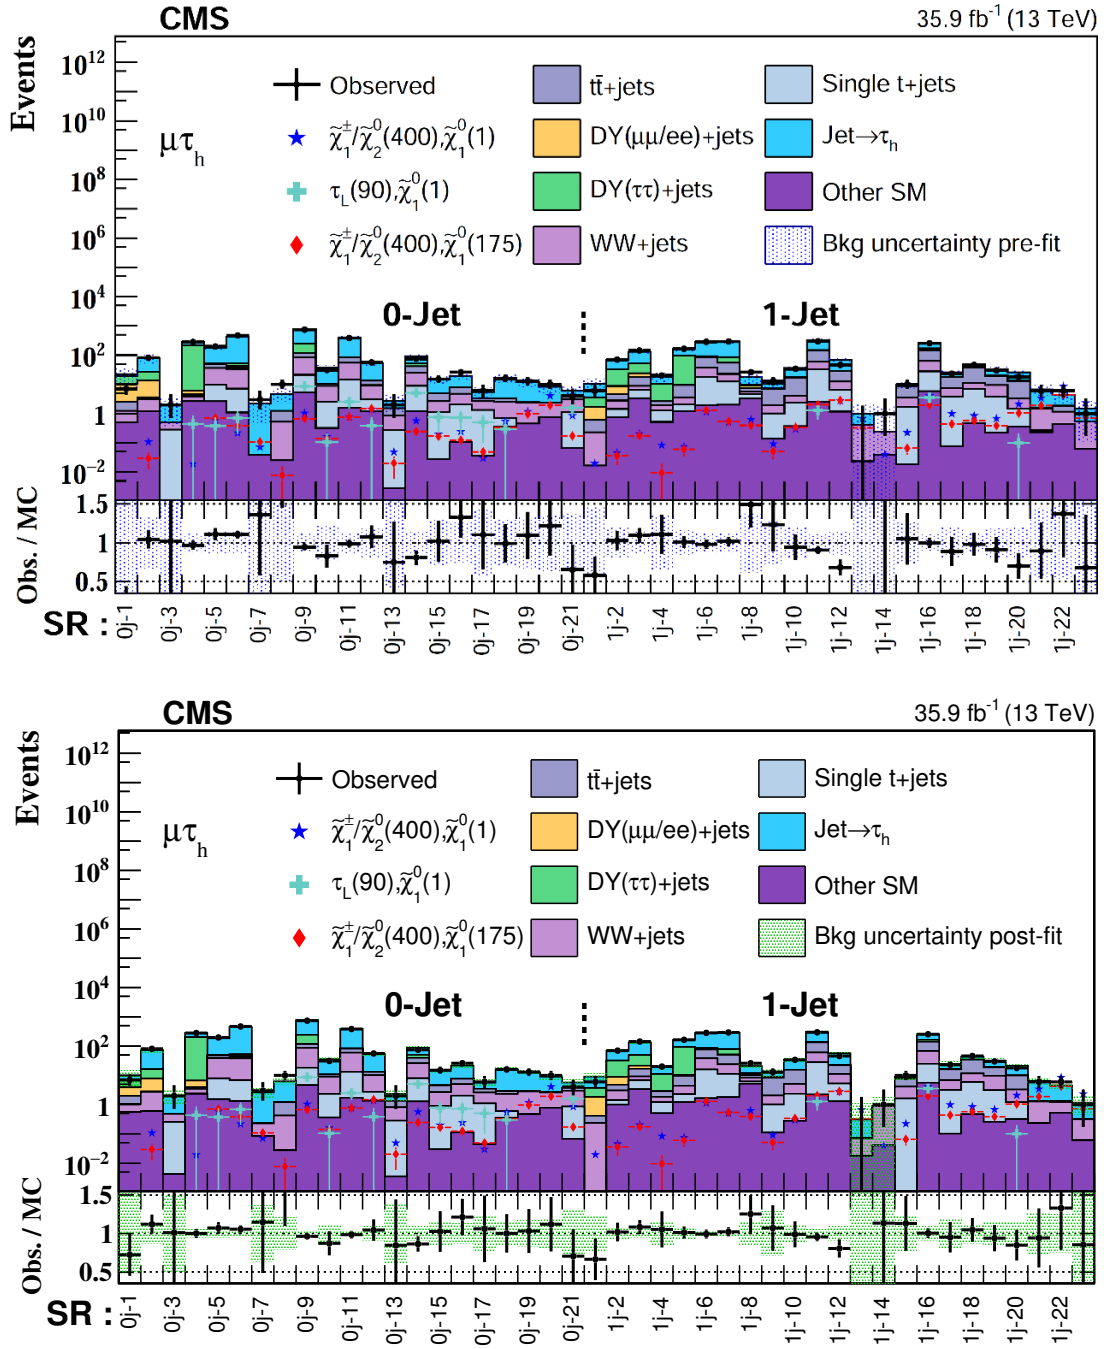 CMS 35.9 fb⁻¹ (13 TeV)
Events
10¹²
10¹⁰
10⁸
10⁶
10⁴
10²
1
10⁻²
μτₕ
Observed
χ̃₁±/χ̃₂⁰(400),χ̃₁⁰(1)
τ_L(90),χ̃₁⁰(1)
χ̃₁±/χ̃₂⁰(400),χ̃₁⁰(175)
tt̄+jets
DY(μμ/ee)+jets
DY(ττ)+jets
WW+jets
Single t+jets
Jet→τₕ
Other SM
Bkg uncertainty pre-fit
0-Jet 1-Jet
Obs. / MC
1.5
1
0.5
SR :
0j-1
0j-3
0j-5
0j-7
0j-9
0j-11
0j-13
0j-15
0j-17
0j-19
0j-21
1j-2
1j-4
1j-6
1j-8
1j-10
1j-12
1j-14
1j-16
1j-18
1j-20
1j-22
CMS 35.9 fb⁻¹ (13 TeV)
Events
10¹²
10¹⁰
10⁸
10⁶
10⁴
10²
1
10⁻²
μτₕ
Observed
χ̃₁±/χ̃₂⁰(400),χ̃₁⁰(1)
τ_L(90),χ̃₁⁰(1)
χ̃₁±/χ̃₂⁰(400),χ̃₁⁰(175)
tt̄+jets
DY(μμ/ee)+jets
DY(ττ)+jets
WW+jets
Single t+jets
Jet→τₕ
Other SM
Bkg uncertainty post-fit
0-Jet 1-Jet
Obs. / MC
1.5
1
0.5
SR :
0j-1
0j-3
0j-5
0j-7
0j-9
0j-11
0j-13
0j-15
0j-17
0j-19
0j-21
1j-2
1j-4
1j-6
1j-8
1j-10
1j-12
1j-14
1j-16
1j-18
1j-20
1j-22